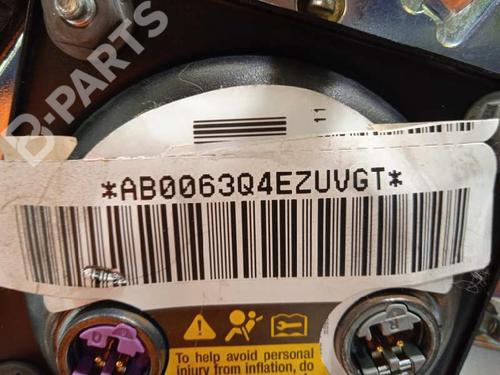 B-PARTS
11
*AB0063Q4EZUVGT*
To help avoid personal
injury from inflation, do